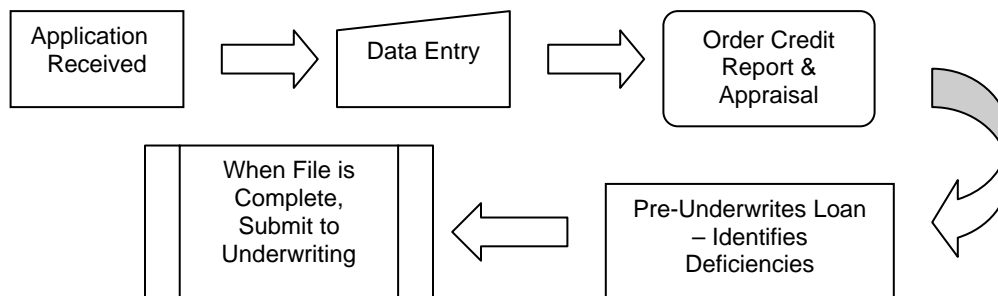 Application
Received
Data Entry
Order Credit
Report &
Appraisal
Pre-Underwrites Loan
– Identifies
Deficiencies
When File is
Complete,
Submit to
Underwriting